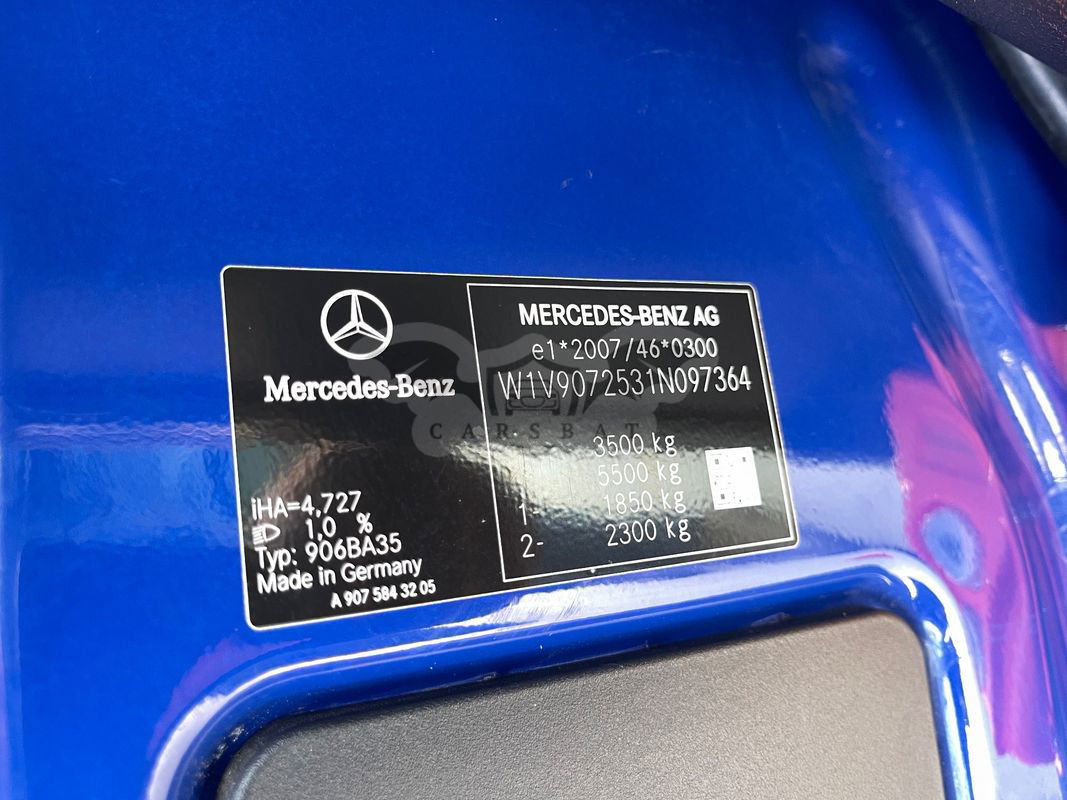 Mercedes-Benz
iHA=4,727
1,0 %
Typ: 906BA35
Made in Germany
A 907 584 32 05
MERCEDES-BENZ AG
e1*2007/46*0300
W1V9072531N097364
3500 kg
5500 kg
1- 1850 kg
2- 2300 kg
CARSBAT